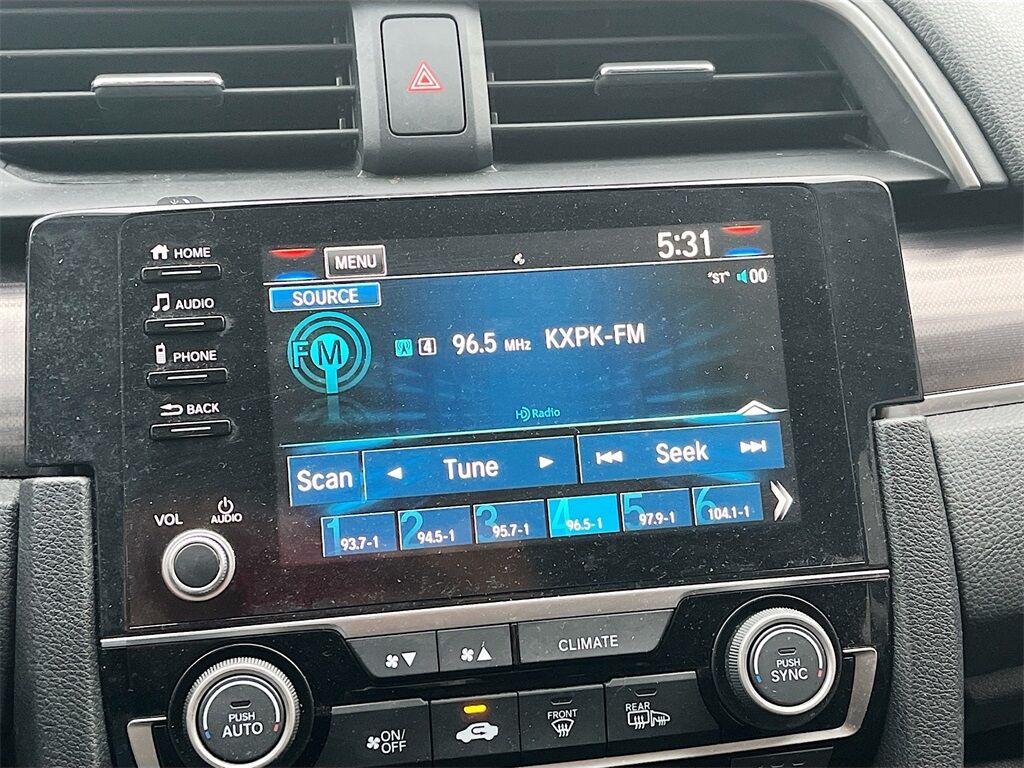 HOME
AUDIO
PHONE
BACK
VOL
AUDIO
MENU
5:31
SOURCE
"ST" 00
FM
4 96.5 MHz KXPK-FM
HD Radio
Scan Tune Seek
1 93.7-1
2 94.5-1
3 95.7-1
4 96.5-1
5 97.9-1
6 104.1-1
CLIMATE
PUSH
AUTO
ON/
OFF
FRONT
REAR
PUSH
SYNC